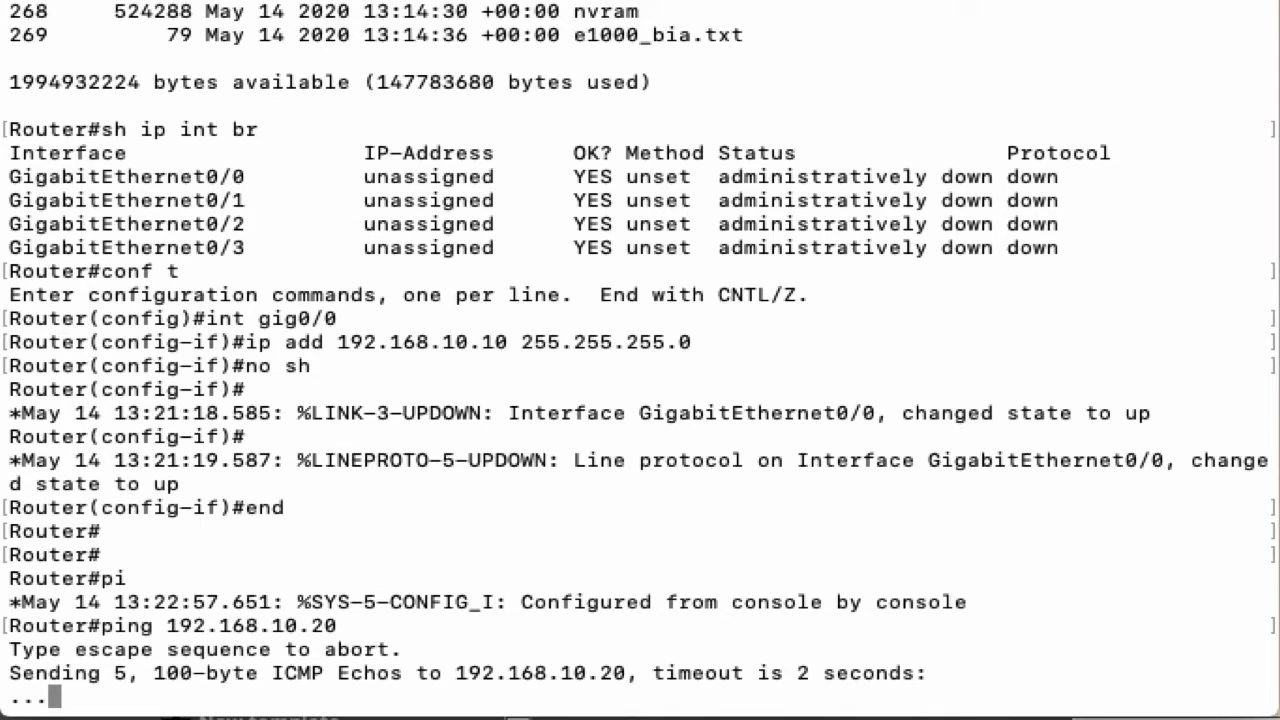 268     524288 May 14 2020 13:14:30 +00:00 nvram
269         79 May 14 2020 13:14:36 +00:00 e1000_bia.txt
1994932224 bytes available (147783680 bytes used)
[Router#sh ip int br ]
Interface                  IP-Address      OK? Method Status                Protocol
GigabitEthernet0/0         unassigned      YES unset  administratively down down
GigabitEthernet0/1         unassigned      YES unset  administratively down down
GigabitEthernet0/2         unassigned      YES unset  administratively down down
GigabitEthernet0/3         unassigned      YES unset  administratively down down
[Router#conf t ]
Enter configuration commands, one per line.  End with CNTL/Z.
[Router(config)#int gig0/0 ]
[Router(config-if)#ip add 192.168.10.10 255.255.255.0 ]
[Router(config-if)#no sh ]
Router(config-if)#
*May 14 13:21:18.585: %LINK-3-UPDOWN: Interface GigabitEthernet0/0, changed state to up
Router(config-if)#
*May 14 13:21:19.587: %LINEPROTO-5-UPDOWN: Line protocol on Interface GigabitEthernet0/0, change
d state to up
[Router(config-if)#end ]
[Router# ]
[Router# ]
Router#pi
*May 14 13:22:57.651: %SYS-5-CONFIG_I: Configured from console by console
[Router#ping 192.168.10.20 ]
Type escape sequence to abort.
Sending 5, 100-byte ICMP Echos to 192.168.10.20, timeout is 2 seconds:
...